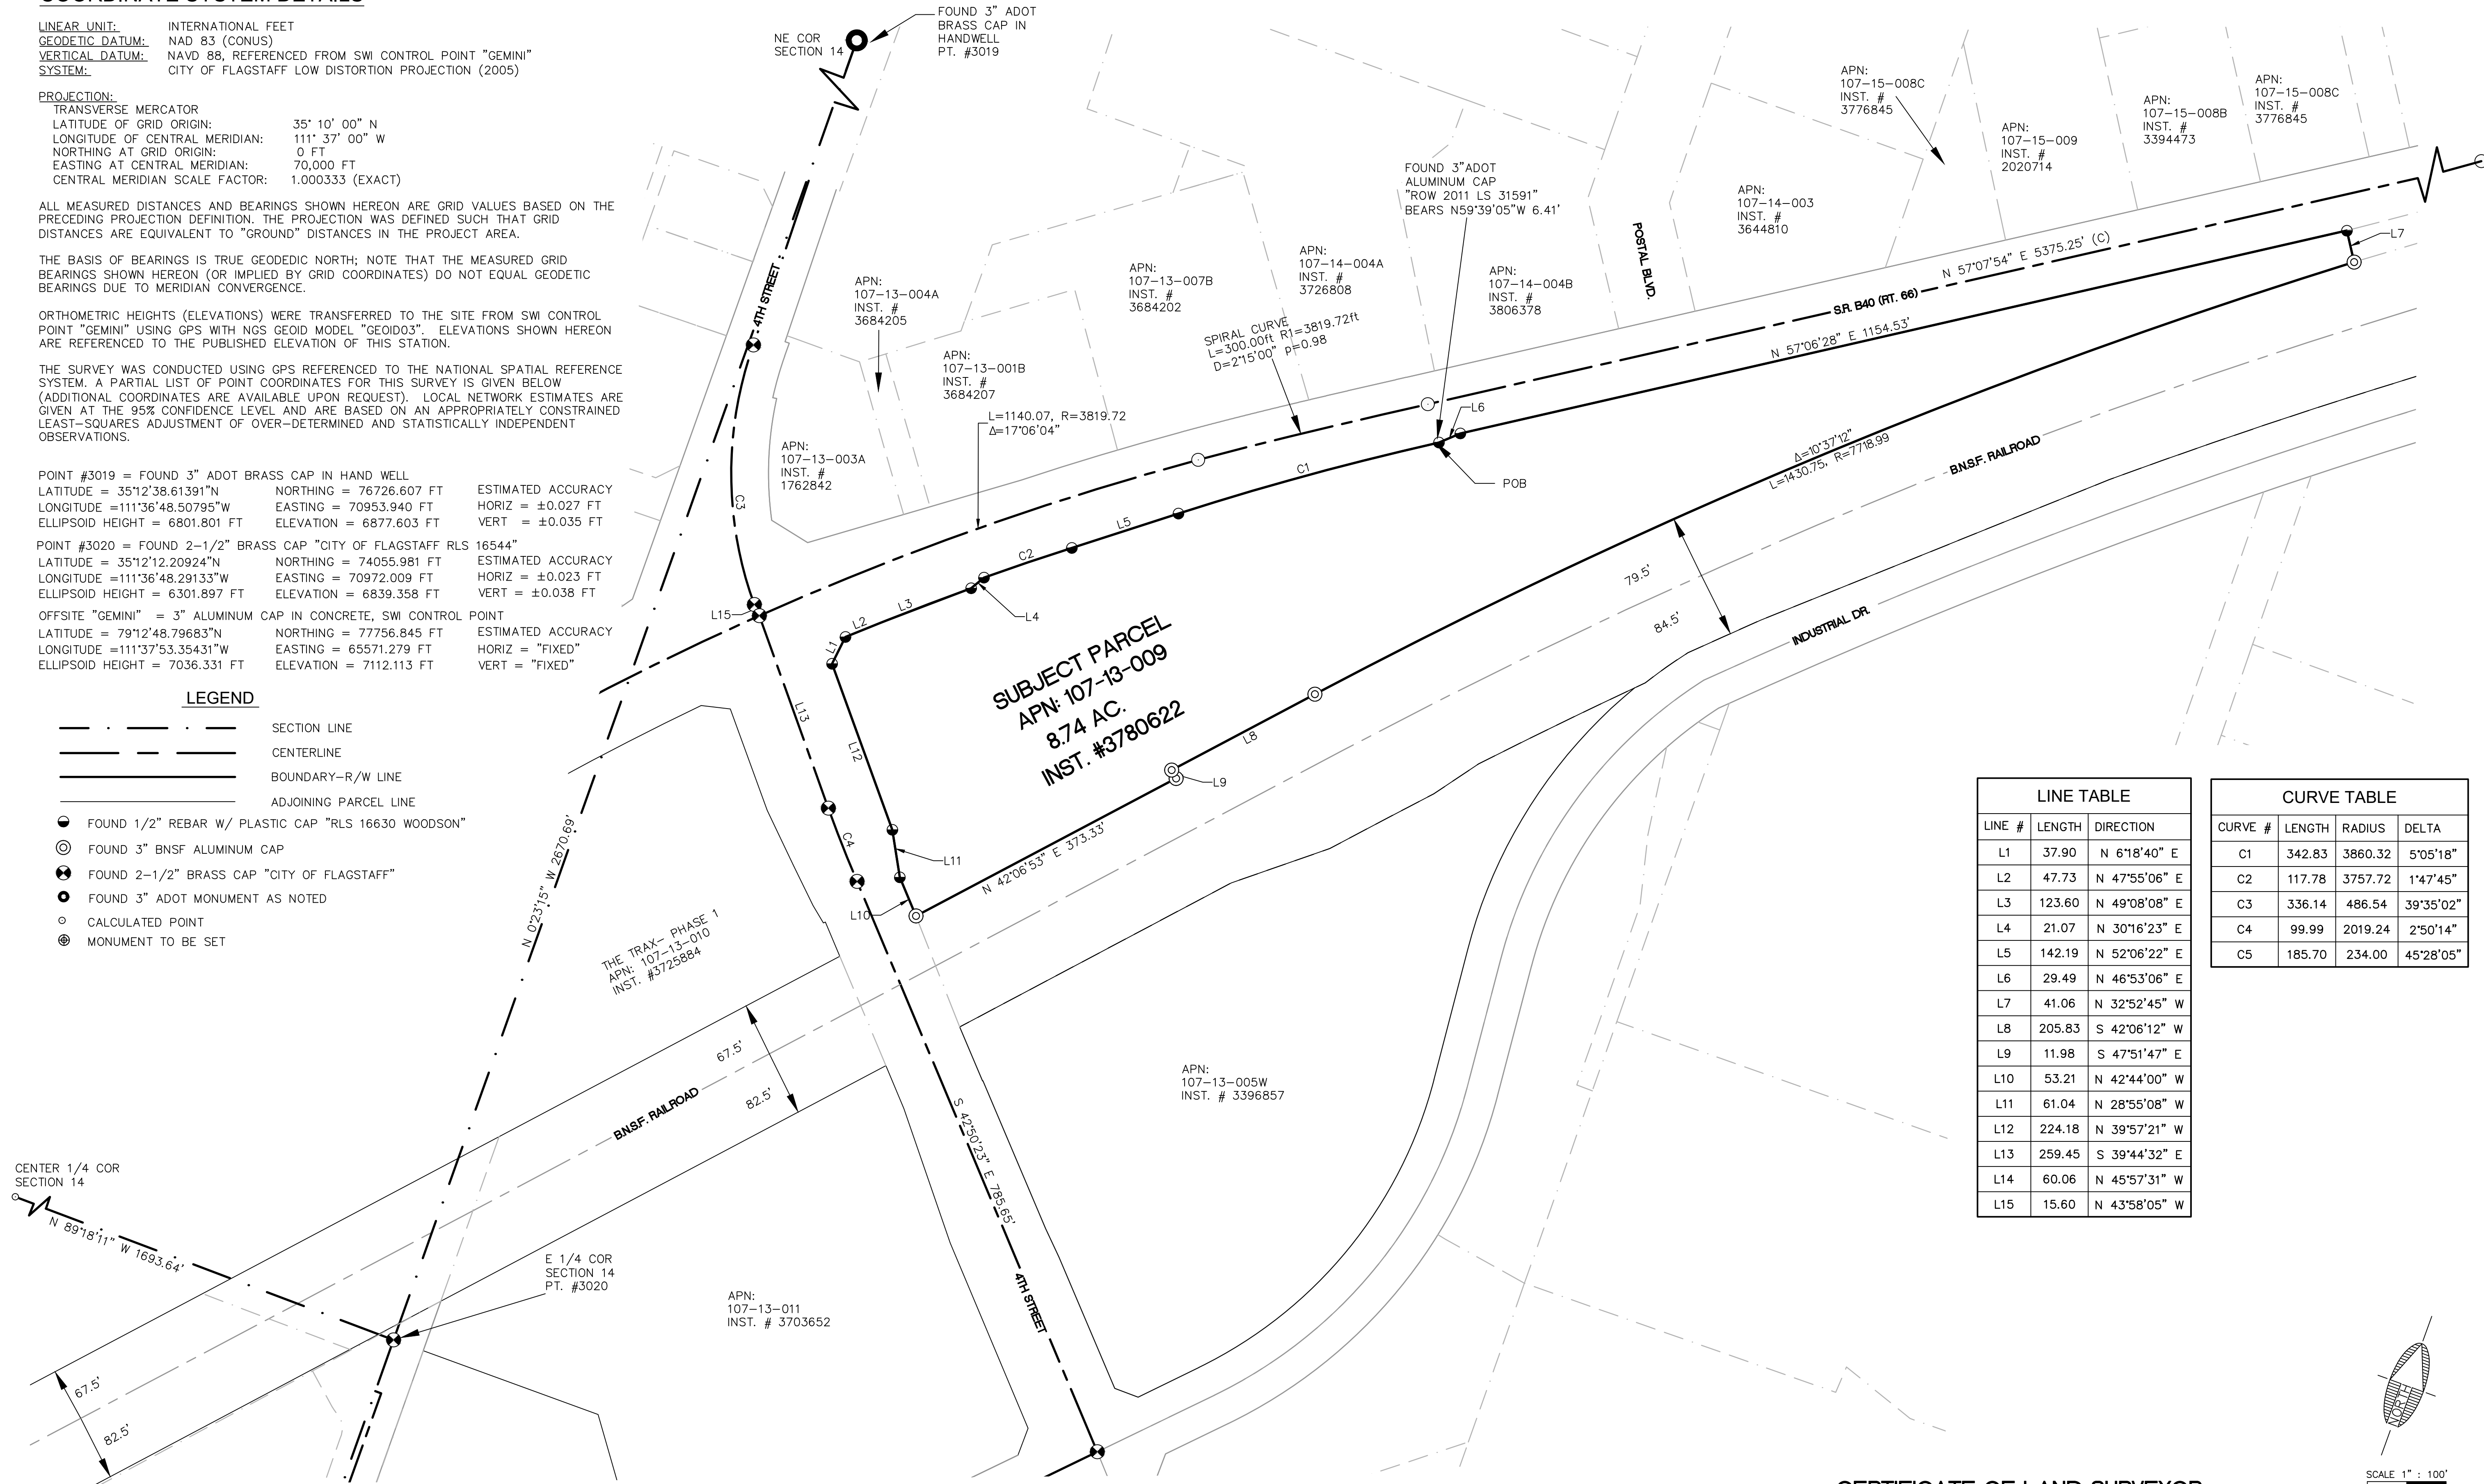 COORDINATE SYSTEM DETAILS
LINEAR UNIT: INTERNATIONAL FEET
GEODETIC DATUM: NAD 83 (CONUS)
VERTICAL DATUM: NAVD 88, REFERENCED FROM SWI CONTROL POINT "GEMINI"
SYSTEM: CITY OF FLAGSTAFF LOW DISTORTION PROJECTION (2005)
PROJECTION:
TRANSVERSE MERCATOR
LATITUDE OF GRID ORIGIN: 35° 10' 00" N
LONGITUDE OF CENTRAL MERIDIAN: 111° 37' 00" W
NORTHING AT GRID ORIGIN: 0 FT
EASTING AT CENTRAL MERIDIAN: 70,000 FT
CENTRAL MERIDIAN SCALE FACTOR: 1.000333 (EXACT)
ALL MEASURED DISTANCES AND BEARINGS SHOWN HEREON ARE GRID VALUES BASED ON THE
PRECEDING PROJECTION DEFINITION. THE PROJECTION WAS DEFINED SUCH THAT GRID
DISTANCES ARE EQUIVALENT TO "GROUND" DISTANCES IN THE PROJECT AREA.
THE BASIS OF BEARINGS IS TRUE GEODEDIC NORTH; NOTE THAT THE MEASURED GRID
BEARINGS SHOWN HEREON (OR IMPLIED BY GRID COORDINATES) DO NOT EQUAL GEODETIC
BEARINGS DUE TO MERIDIAN CONVERGENCE.
ORTHOMETRIC HEIGHTS (ELEVATIONS) WERE TRANSFERRED TO THE SITE FROM SWI CONTROL
POINT "GEMINI" USING GPS WITH NGS GEOID MODEL "GEOID03". ELEVATIONS SHOWN HEREON
ARE REFERENCED TO THE PUBLISHED ELEVATION OF THIS STATION.
THE SURVEY WAS CONDUCTED USING GPS REFERENCED TO THE NATIONAL SPATIAL REFERENCE
SYSTEM. A PARTIAL LIST OF POINT COORDINATES FOR THIS SURVEY IS GIVEN BELOW
(ADDITIONAL COORDINATES ARE AVAILABLE UPON REQUEST). LOCAL NETWORK ESTIMATES ARE
GIVEN AT THE 95% CONFIDENCE LEVEL AND ARE BASED ON AN APPROPRIATELY CONSTRAINED
LEAST-SQUARES ADJUSTMENT OF OVER-DETERMINED AND STATISTICALLY INDEPENDENT
OBSERVATIONS.
POINT #3019 = FOUND 3" ADOT BRASS CAP IN HAND WELL
LATITUDE = 35°12'38.61391"N NORTHING = 76726.607 FT ESTIMATED ACCURACY
LONGITUDE =111°36'48.50795"W EASTING = 70953.940 FT HORIZ = ±0.027 FT
ELLIPSOID HEIGHT = 6801.801 FT ELEVATION = 6877.603 FT VERT = ±0.035 FT
POINT #3020 = FOUND 2-1/2" BRASS CAP "CITY OF FLAGSTAFF RLS 16544"
LATITUDE = 35°12'12.20924"N NORTHING = 74055.981 FT ESTIMATED ACCURACY
LONGITUDE =111°36'48.29133"W EASTING = 70972.009 FT HORIZ = ±0.023 FT
ELLIPSOID HEIGHT = 6301.897 FT ELEVATION = 6839.358 FT VERT = ±0.038 FT
OFFSITE "GEMINI" = 3" ALUMINUM CAP IN CONCRETE, SWI CONTROL POINT
LATITUDE = 79°12'48.79683"N NORTHING = 77756.845 FT ESTIMATED ACCURACY
LONGITUDE =111°37'53.35431"W EASTING = 65571.279 FT HORIZ = "FIXED"
ELLIPSOID HEIGHT = 7036.331 FT ELEVATION = 7112.113 FT VERT = "FIXED"
LEGEND
SECTION LINE
CENTERLINE
BOUNDARY-R/W LINE
ADJOINING PARCEL LINE
FOUND 1/2" REBAR W/ PLASTIC CAP "RLS 16630 WOODSON"
FOUND 3" BNSF ALUMINUM CAP
FOUND 2-1/2" BRASS CAP "CITY OF FLAGSTAFF"
FOUND 3" ADOT MONUMENT AS NOTED
CALCULATED POINT
MONUMENT TO BE SET
NE COR
SECTION 14
FOUND 3" ADOT
BRASS CAP IN
HANDWELL
PT. #3019
4TH STREET
APN:
107-13-004A
INST. #
3684205
APN:
107-13-001B
INST. #
3684207
APN:
107-13-003A
INST. #
1762842
APN:
107-13-007B
INST. #
3684202
APN:
107-14-004A
INST. #
3726808
APN:
107-14-004B
INST. #
3806378
FOUND 3"ADOT
ALUMINUM CAP
"ROW 2011 LS 31591"
BEARS N59°39'05"W 6.41'
POSTAL BLVD.
APN:
107-14-003
INST. #
3644810
APN:
107-15-008C
INST. #
3776845
APN:
107-15-009
INST. #
2020714
APN:
107-15-008B
INST. #
3394473
APN:
107-15-008C
INST. #
3776845
SPIRAL CURVE
L=300.00ft R1=3819.72ft
D=2°15'00" P=0.98
L=1140.07, R=3819.72
Δ=17°06'04"
N 57°07'54" E 5375.25' (C)
S.R. B40 (RT. 66)
N 57°06'28" E 1154.53'
L7
L6
C1
POB
L5
C2
L4
L3
L2
L1
C3
L15
L13
L12
C4
L11
L10
L9
L8
Δ=10°37'12"
L=1430.75, R=7718.99
B.N.S.F. RAILROAD
79.5'
84.5'
INDUSTRIAL DR.
SUBJECT PARCEL
APN: 107-13-009
8.74 AC.
INST. #3780622
N 42°06'53" E 373.33'
N 0°23'15" W 2670.69'
THE TRAX- PHASE 1
APN: 107-13-010
INST. #3725884
67.5'
82.5'
B.N.S.F. RAILROAD
S 42°50'23" E 785.65'
4TH STREET
APN:
107-13-005W
INST. # 3396857
CENTER 1/4 COR
SECTION 14
N 89°18'11" W 1693.64'
E 1/4 COR
SECTION 14
PT. #3020
APN:
107-13-011
INST. # 3703652
67.5'
82.5'
LINE TABLE
LINE # LENGTH DIRECTION
L1 37.90 N 6°18'40" E
L2 47.73 N 47°55'06" E
L3 123.60 N 49°08'08" E
L4 21.07 N 30°16'23" E
L5 142.19 N 52°06'22" E
L6 29.49 N 46°53'06" E
L7 41.06 N 32°52'45" W
L8 205.83 S 42°06'12" W
L9 11.98 S 47°51'47" E
L10 53.21 N 42°44'00" W
L11 61.04 N 28°55'08" W
L12 224.18 N 39°57'21" W
L13 259.45 S 39°44'32" E
L14 60.06 N 45°57'31" W
L15 15.60 N 43°58'05" W
CURVE TABLE
CURVE # LENGTH RADIUS DELTA
C1 342.83 3860.32 5°05'18"
C2 117.78 3757.72 1°47'45"
C3 336.14 486.54 39°35'02"
C4 99.99 2019.24 2°50'14"
C5 185.70 234.00 45°28'05"
NORTH
SCALE 1" : 100'
CERTIFICATE OF LAND SURVEYOR